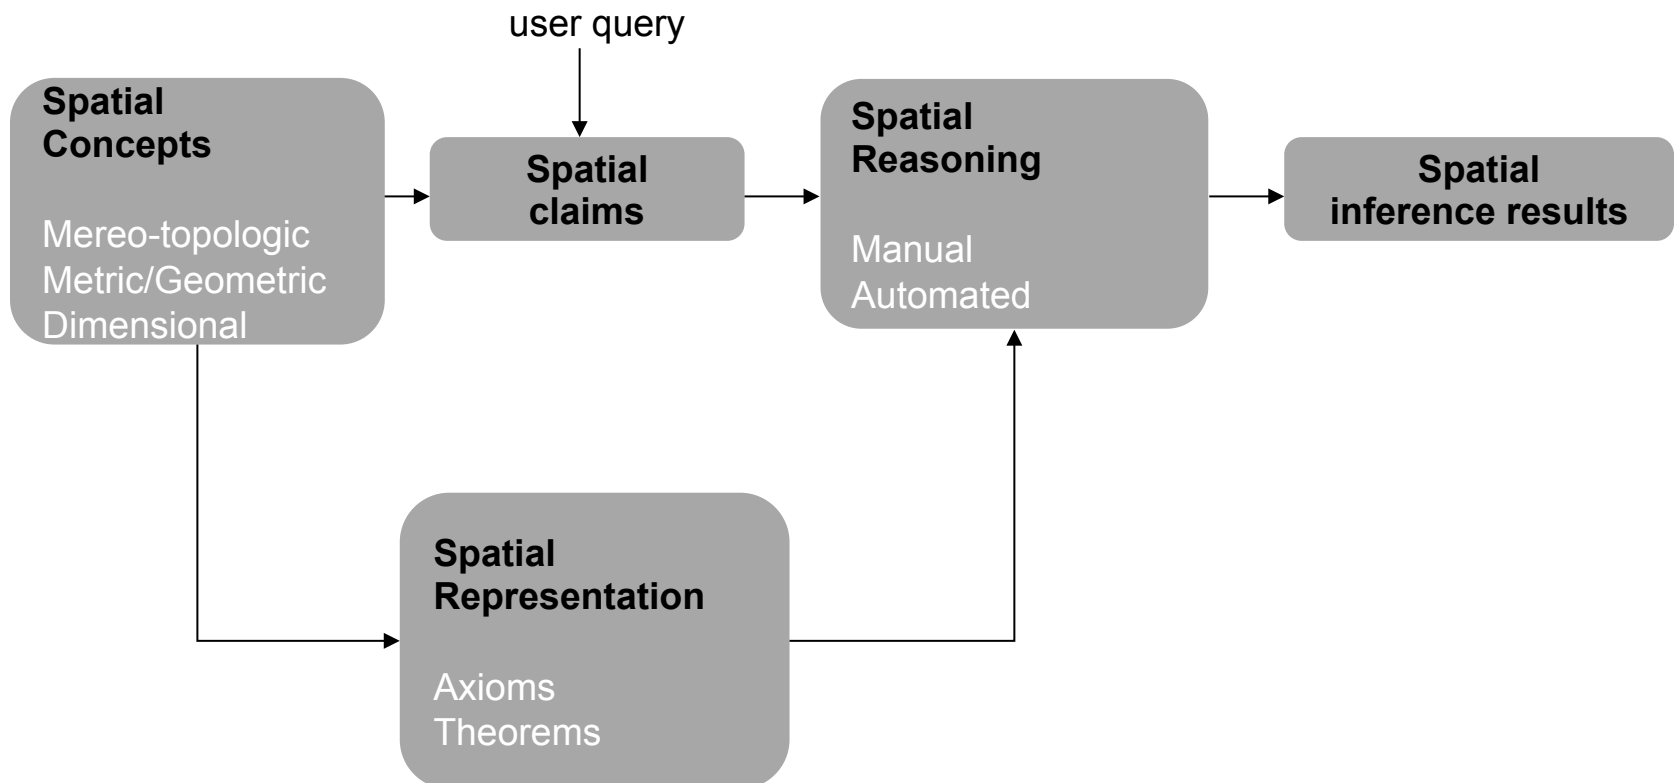 user query
Spatial
Concepts
Mereo-topologic
Metric/Geometric
Dimensional
Spatial
claims
Spatial
Reasoning
Manual
Automated
Spatial
inference results
Spatial
Representation
Axioms
Theorems